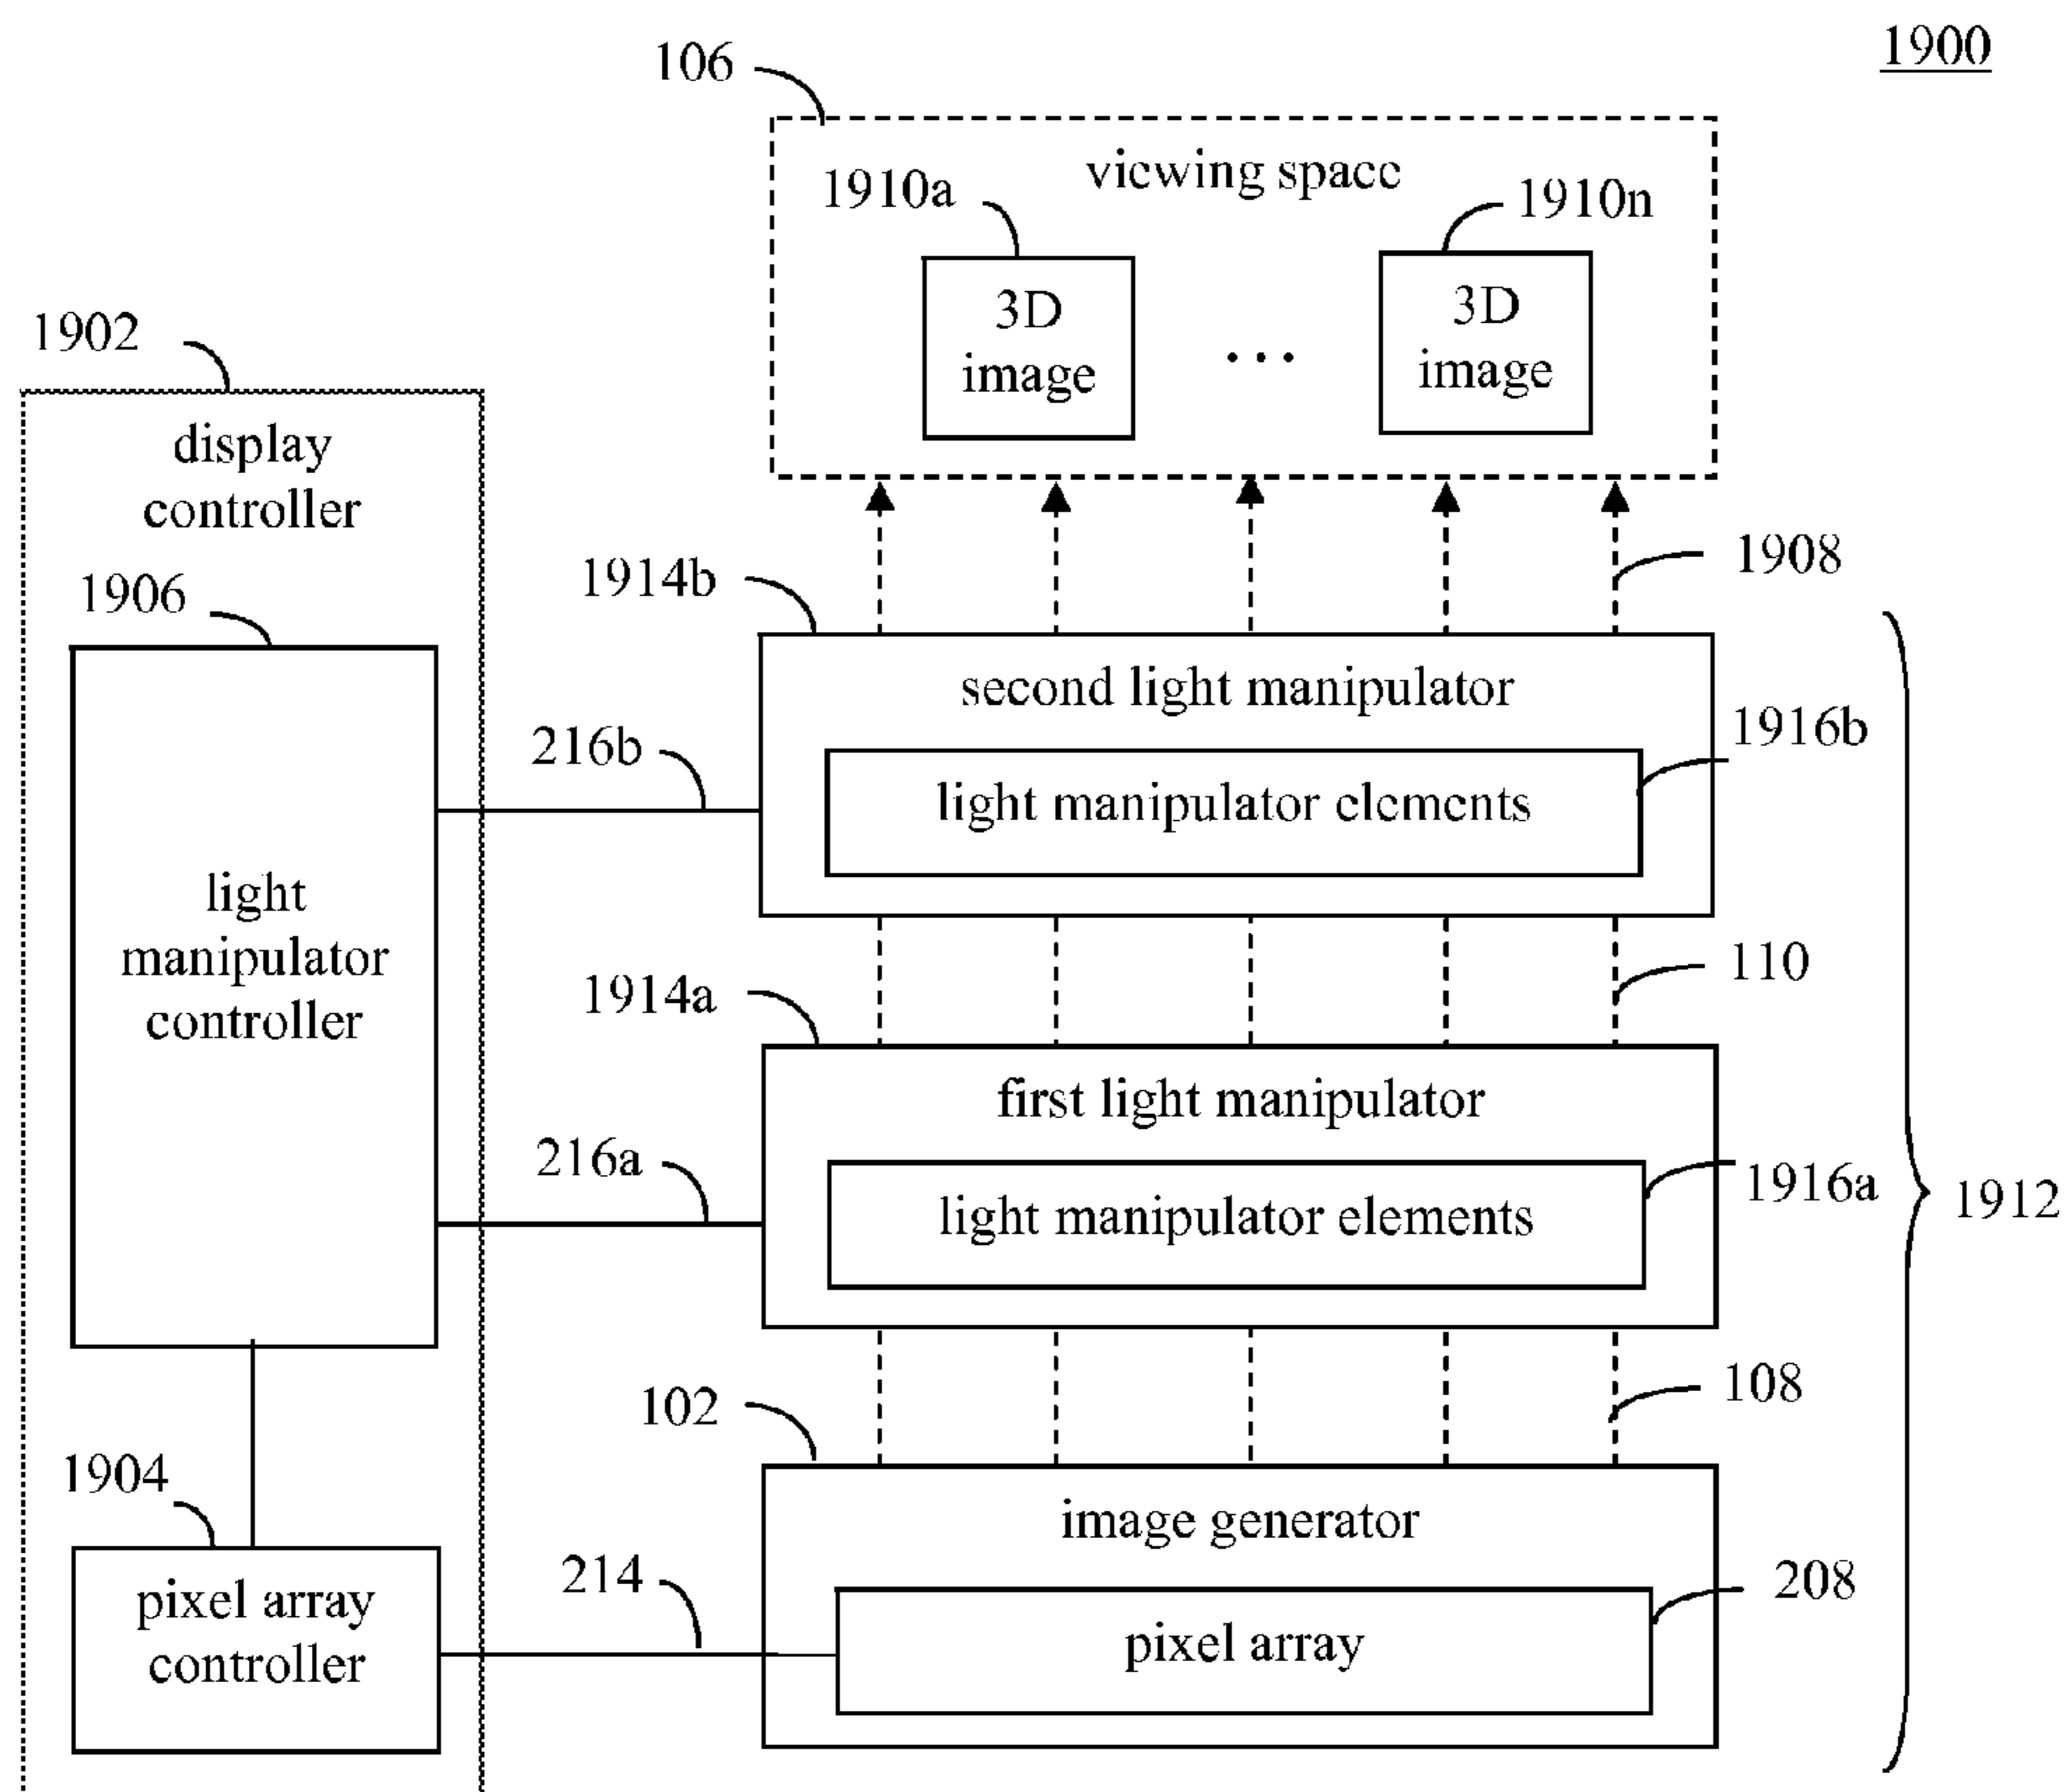 1900
106
viewing space
1910a
1910n
3D
image
...
3D
image
1902
display
controller
1908
1914b
1906
second light manipulator
1916b
216b
light manipulator elements
light
manipulator
controller
110
1914a
first light manipulator
216a
1916a
light manipulator elements
1912
108
102
1904
image generator
214
208
pixel array
controller
pixel array